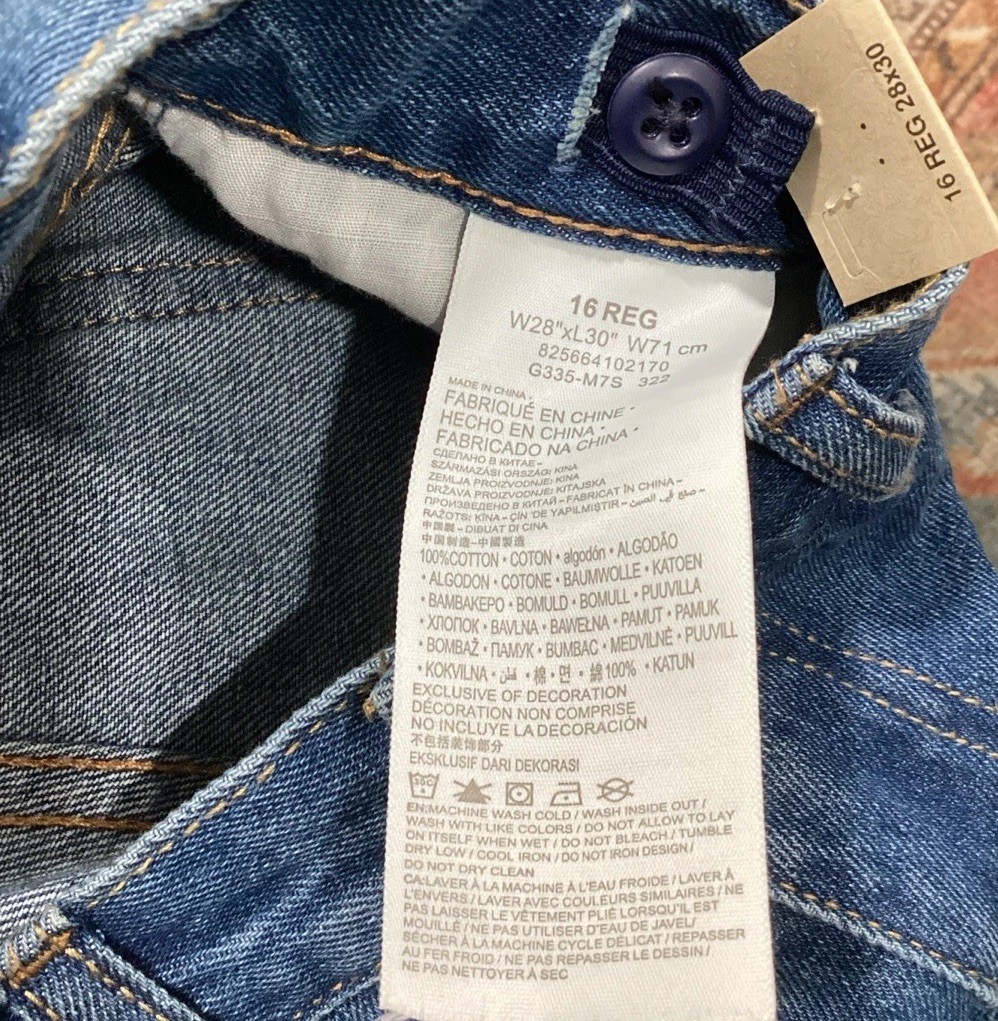 16 REG 28x30
16 REG
W28"xL30" W71 cm
825664102170
G335-M7S 322
MADE IN CHINA -
FABRIQUÉ EN CHINE -
HECHO EN CHINA -
FABRICADO NA CHINA -
СДЕЛАНО В КИТАЕ-
SZÁRMAZÁSI ORSZÁG: KINA
ZEMLJA PROIZVODNJE: KINA
DRŽAVA PROIZVODNJE: KITAJSKA
ПРОИЗВЕДЕНО В КИТАЙ-FABRICAT ÎN CHINA-
RAŽOTS: ĶĪNA-ÇİN 'DE YAPILMIŞTIR-صنع في الصين-
中国製-DIBUAT DI CINA
中国制造-中國製造
100%COTTON • COTON • algodón • ALGODÃO
• ALGODON • COTONE • BAUMWOLLE • KATOEN
• ΒΑΜΒΑΚΕΡΟ • BOMULD • BOMULL • PUUVILLA
• ХЛОПОК • BAVLNA • BAWEŁNA • PAMUT • PAMUK
• BOMBAŽ • ПАМУК • BUMBAC • MEDVILNĖ • PUUVILL
• KOKVILNA • قطن • 棉 • 면 • 綿100% • KATUN
EXCLUSIVE OF DECORATION
DÉCORATION NON COMPRISE
NO INCLUYE LA DECORACIÓN
不包括装饰部分
EKSKLUSIF DARI DEKORASI
30C
EN:MACHINE WASH COLD / WASH INSIDE OUT /
WASH WITH LIKE COLORS / DO NOT ALLOW TO LAY
ON ITSELF WHEN WET / DO NOT BLEACH / TUMBLE
DRY LOW / COOL IRON / DO NOT IRON DESIGN /
DO NOT DRY CLEAN
CA:LAVER À LA MACHINE À L'EAU FROIDE / LAVER À
L'ENVERS / LAVER AVEC COULEURS SIMILAIRES / NE
PAS LAISSER LE VÊTEMENT PLIÉ LORSQU'IL EST
MOUILLÉ / NE PAS UTILISER D'EAU DE JAVEL/
SÉCHER À LA MACHINE CYCLE DÉLICAT / REPASSER
AU FER FROID / NE PAS REPASSER LE DESSIN /
NE PAS NETTOYER À SEC